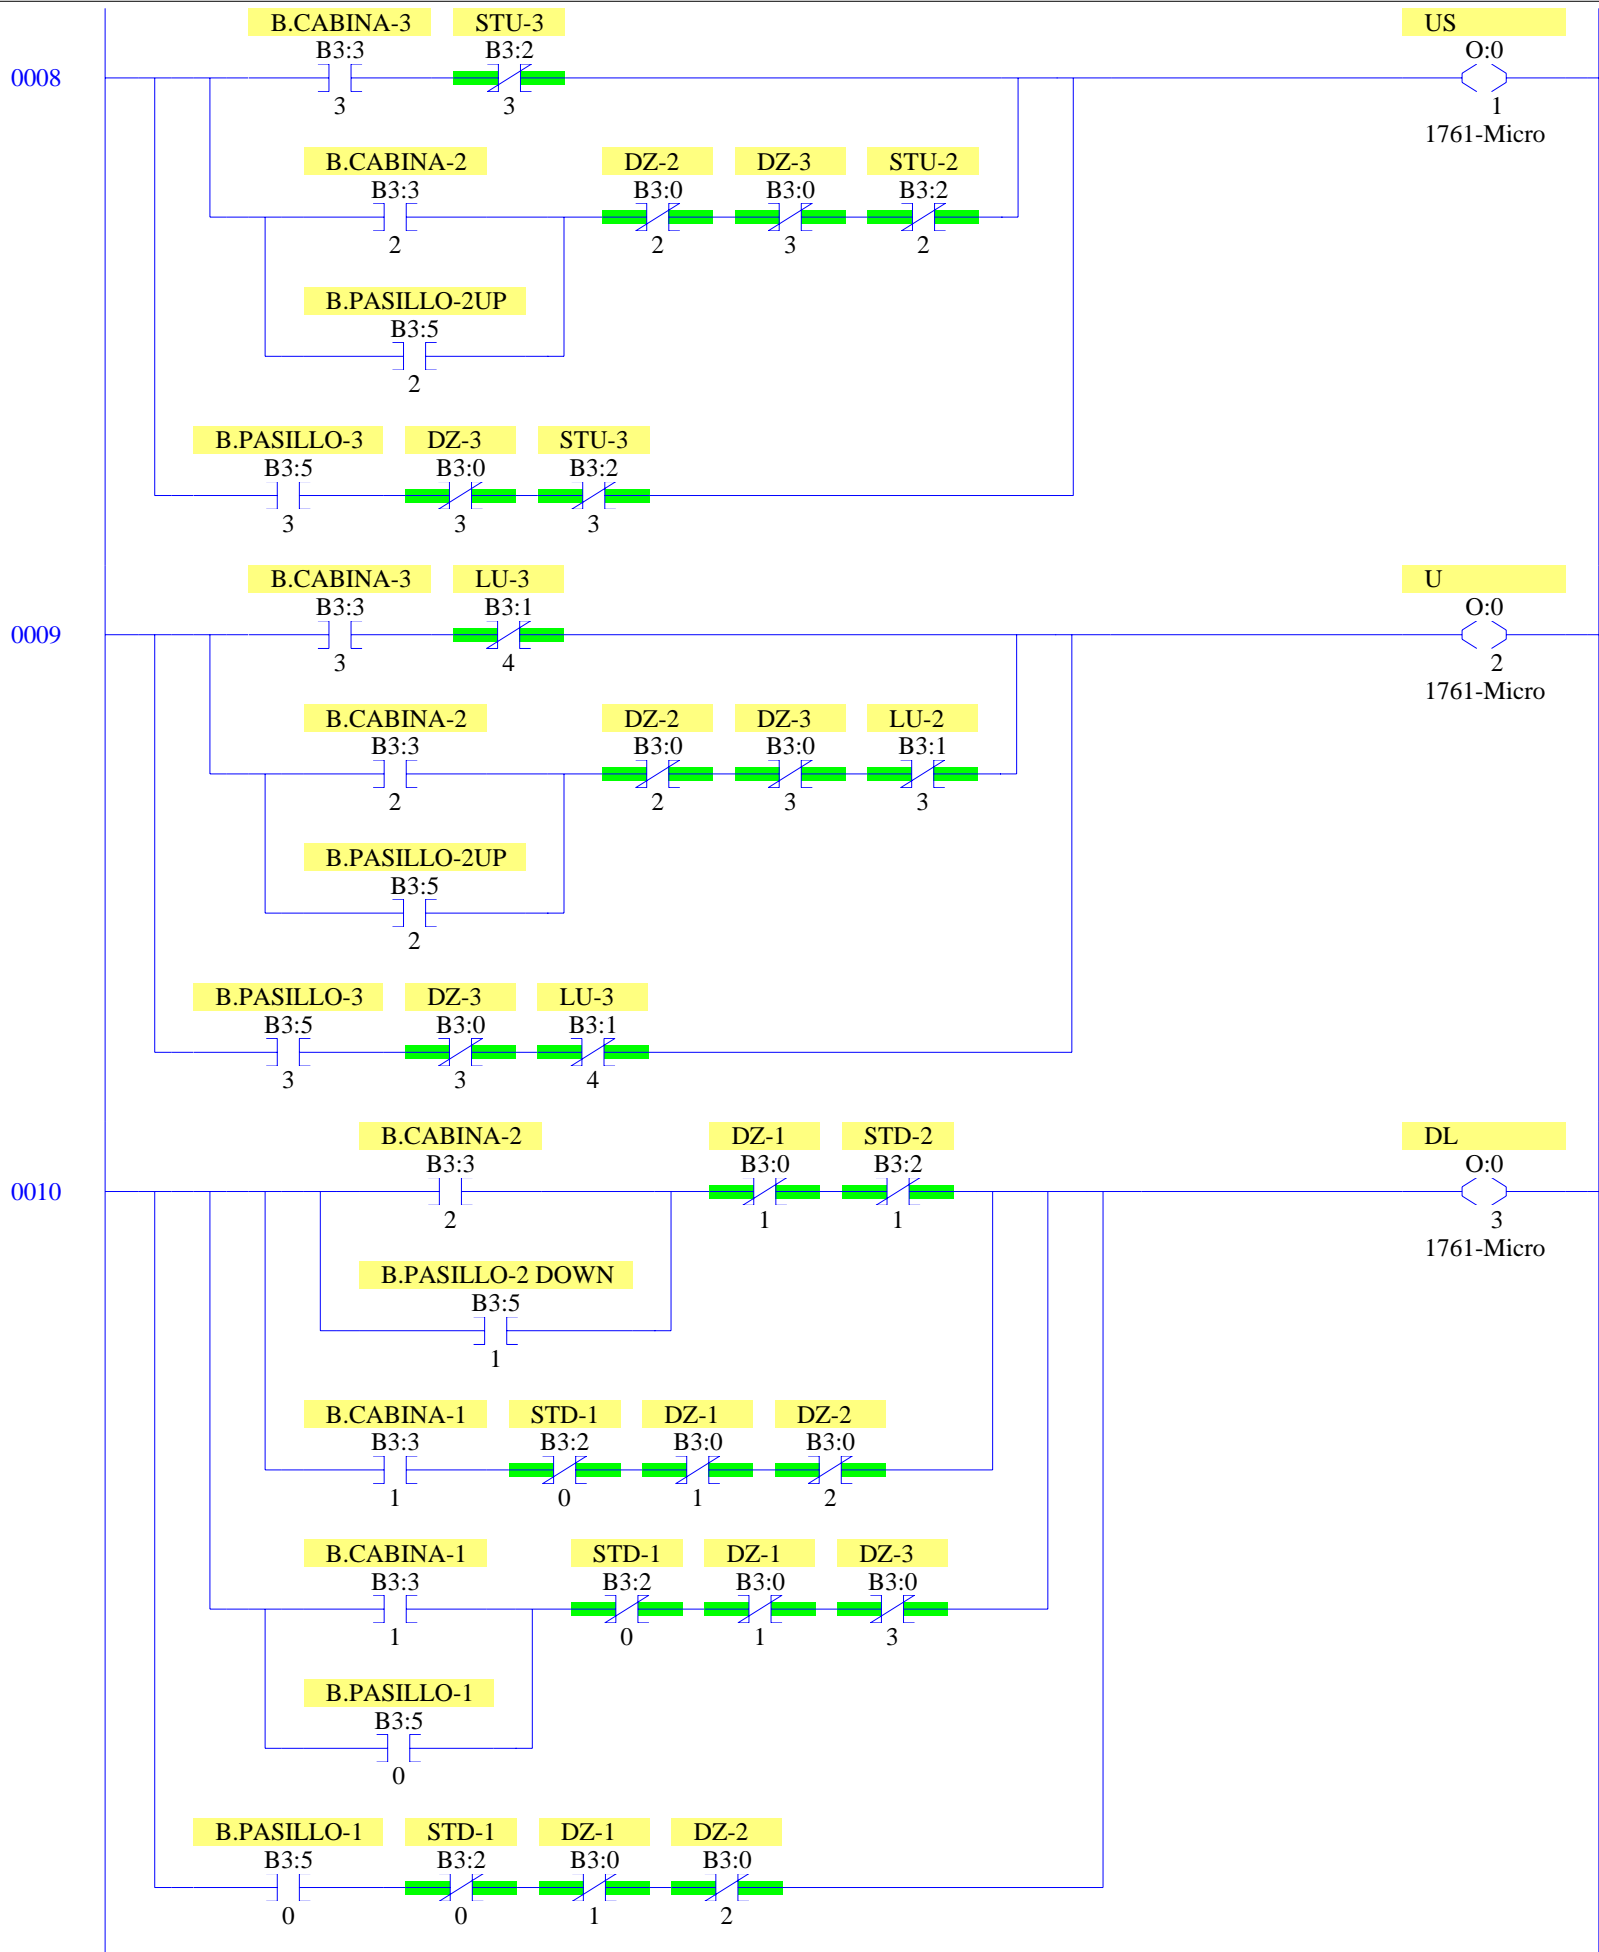 B.CABINA-3 STU-3 US
B3:3 B3:2 O:0
0008
3 3 1
1761-Micro
B.CABINA-2 DZ-2 DZ-3 STU-2
B3:3 B3:0 B3:0 B3:2
2 2 3 2
B.PASILLO-2UP
B3:5
2
B.PASILLO-3 DZ-3 STU-3
B3:5 B3:0 B3:2
3 3 3
B.CABINA-3 LU-3 U
B3:3 B3:1 O:0
0009
3 4 2
1761-Micro
B.CABINA-2 DZ-2 DZ-3 LU-2
B3:3 B3:0 B3:0 B3:1
2 2 3 3
B.PASILLO-2UP
B3:5
2
B.PASILLO-3 DZ-3 LU-3
B3:5 B3:0 B3:1
3 3 4
B.CABINA-2 DZ-1 STD-2 DL
B3:3 B3:0 B3:2 O:0
0010
2 1 1 3
1761-Micro
B.PASILLO-2 DOWN
B3:5
1
B.CABINA-1 STD-1 DZ-1 DZ-2
B3:3 B3:2 B3:0 B3:0
1 0 1 2
B.CABINA-1 STD-1 DZ-1 DZ-3
B3:3 B3:2 B3:0 B3:0
1 0 1 3
B.PASILLO-1
B3:5
0
B.PASILLO-1 STD-1 DZ-1 DZ-2
B3:5 B3:2 B3:0 B3:0
0 0 1 2